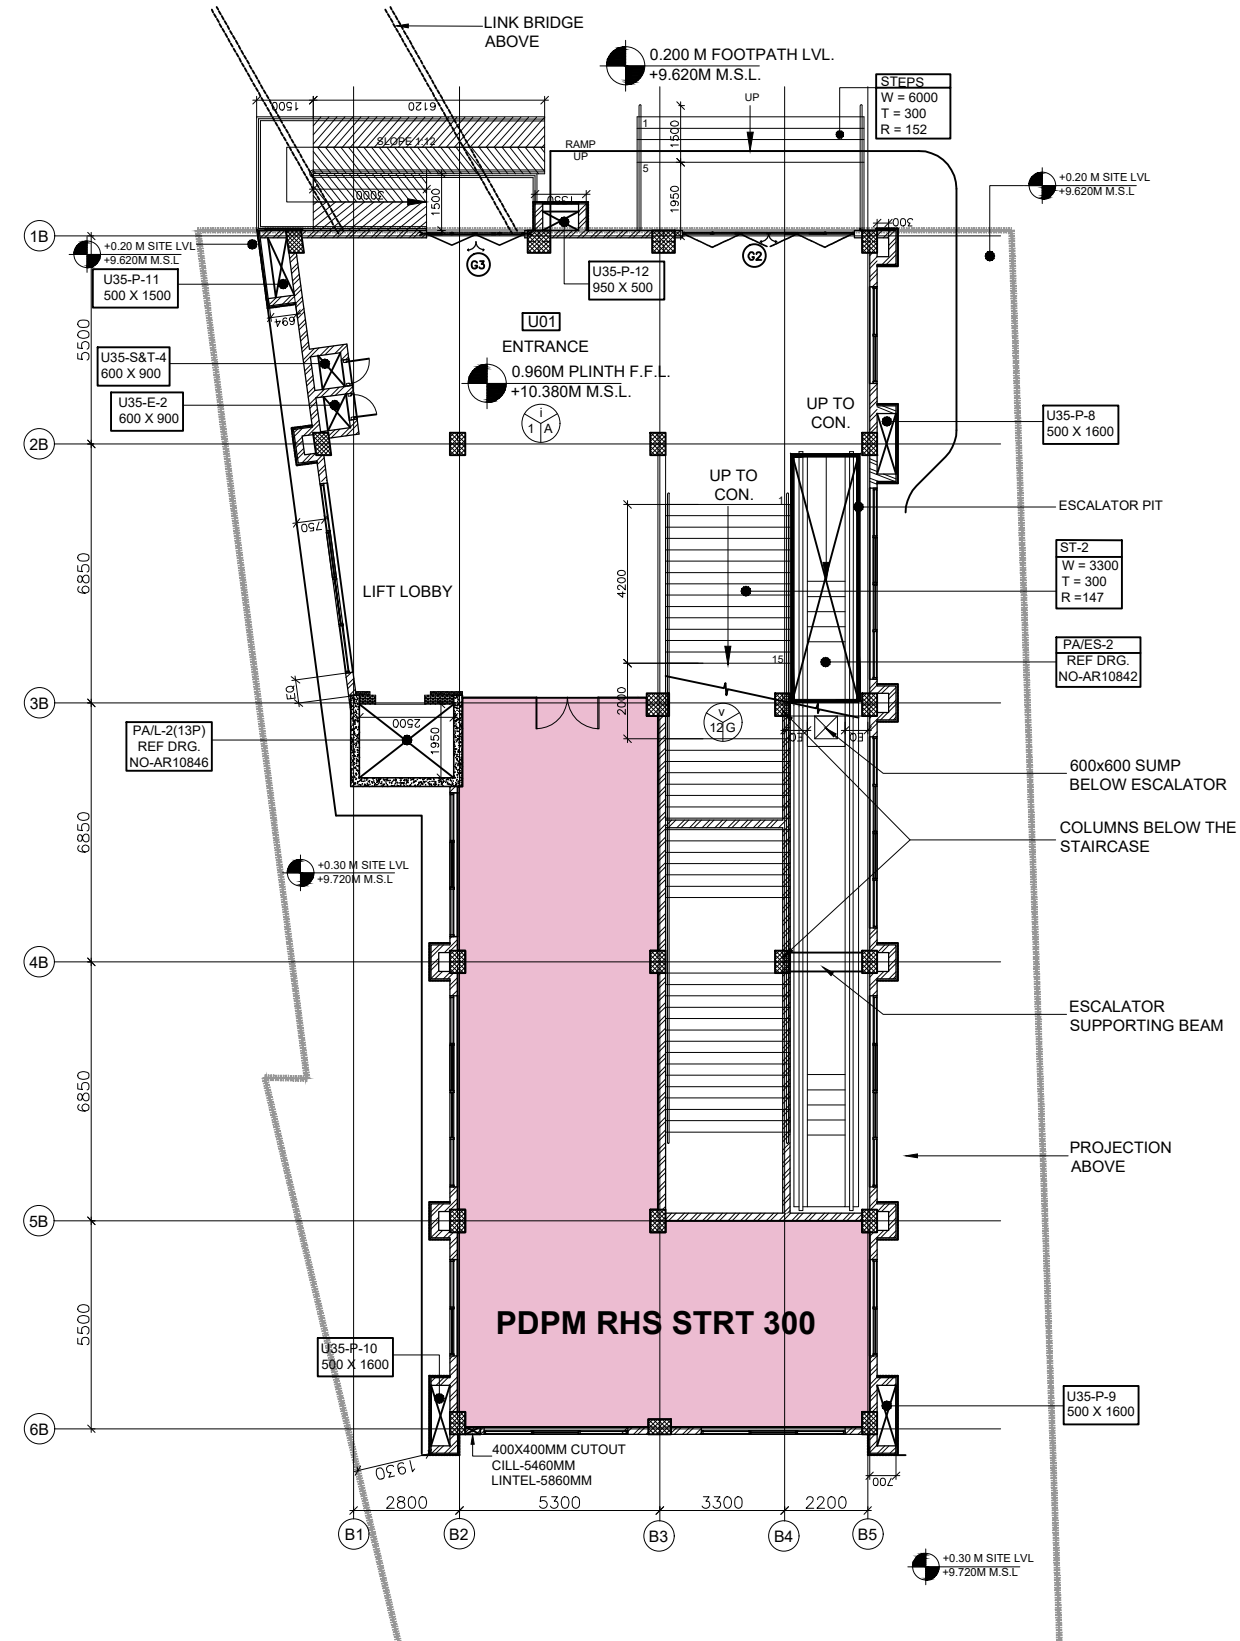 LINK BRIDGE
ABOVE
0.200 M FOOTPATH LVL.
+9.620M M.S.L.
STEPS
W = 6000
T = 300
R = 152
UP
1500
6120
SLOPE 1:12
3000
1500
RAMP
UP
1350
1
5
1500
1950
300
+0.20 M SITE LVL
+9.620M M.S.L
1B
+0.20 M SITE LVL
+9.620M M.S.L
G3
G2
U35-P-11
500 X 1500
U35-P-12
950 X 500
694
5500
U01
ENTRANCE
0.960M PLINTH F.F.L.
+10.380M M.S.L.
i
1 A
U35-S&T-4
600 X 900
U35-E-2
600 X 900
UP TO
CON.
U35-P-8
500 X 1600
2B
UP TO
CON.
1
ESCALATOR PIT
750
6850
4200
LIFT LOBBY
ST-2
W = 3300
T = 300
R =147
15
PA/ES-2
REF DRG.
NO-AR10842
EQ
3B
2000
2500
1950
v
12 G
EQ
EQ
PA/L-2(13P)
REF DRG.
NO-AR10846
600x600 SUMP
BELOW ESCALATOR
6850
COLUMNS BELOW THE
STAIRCASE
+0.30 M SITE LVL
+9.720M M.S.L
4B
ESCALATOR
SUPPORTING BEAM
6850
PROJECTION
ABOVE
5B
5500
PDPM RHS STRT 300
U35-P-10
500 X 1600
U35-P-9
500 X 1600
6B
400X400MM CUTOUT
CILL-5460MM
LINTEL-5860MM
1930
700
2800
5300
3300
2200
B1
B2
B3
B4
B5
+0.30 M SITE LVL
+9.720M M.S.L